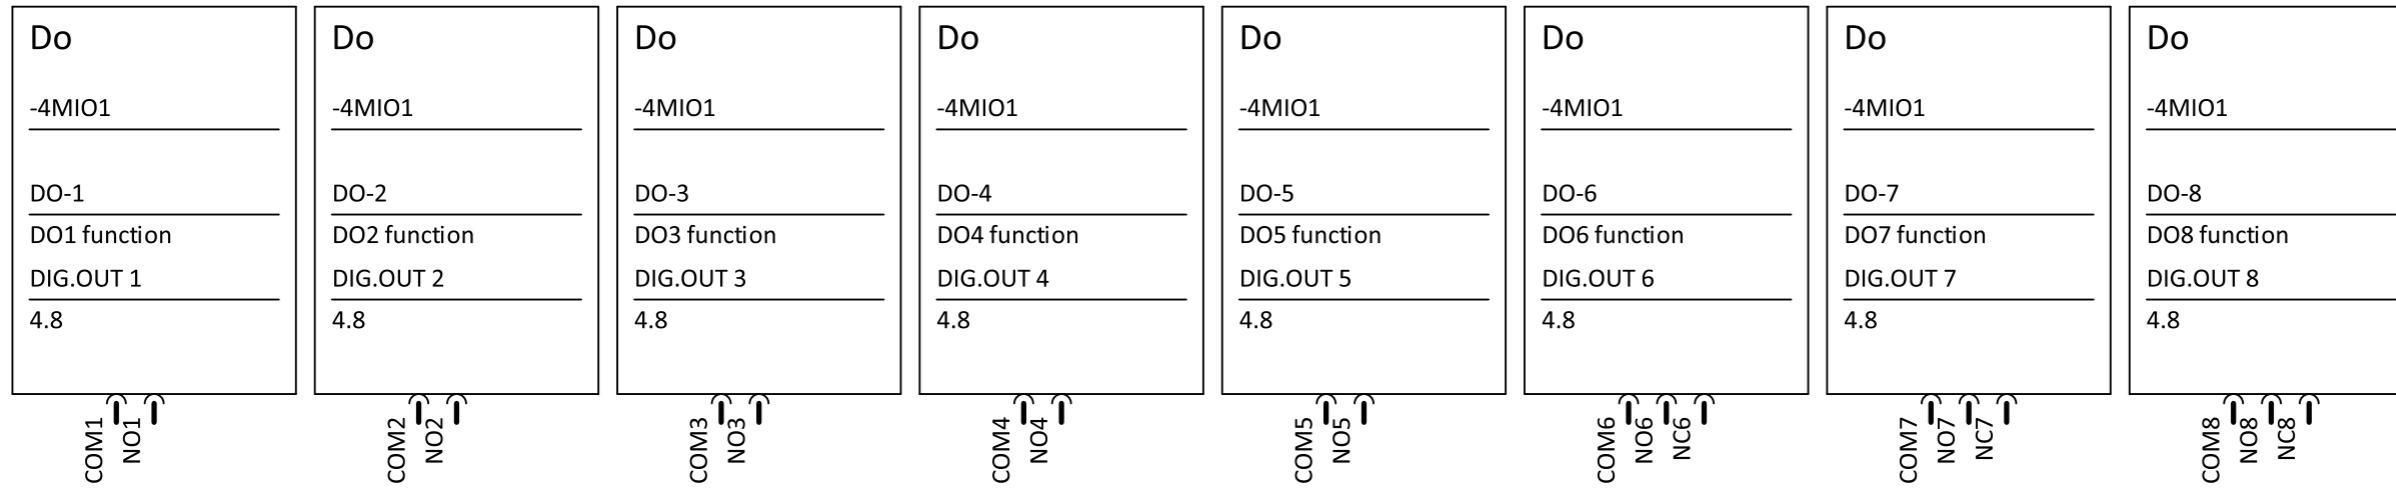 Do
-4MIO1
DO-1
DO1 function
DIG.OUT 1
4.8
COM1
NO1
Do
-4MIO1
DO-2
DO2 function
DIG.OUT 2
4.8
COM2
NO2
Do
-4MIO1
DO-3
DO3 function
DIG.OUT 3
4.8
COM3
NO3
Do
-4MIO1
DO-4
DO4 function
DIG.OUT 4
4.8
COM4
NO4
Do
-4MIO1
DO-5
DO5 function
DIG.OUT 5
4.8
COM5
NO5
Do
-4MIO1
DO-6
DO6 function
DIG.OUT 6
4.8
COM6
NO6
NC6
Do
-4MIO1
DO-7
DO7 function
DIG.OUT 7
4.8
COM7
NO7
NC7
Do
-4MIO1
DO-8
DO8 function
DIG.OUT 8
4.8
COM8
NO8
NC8